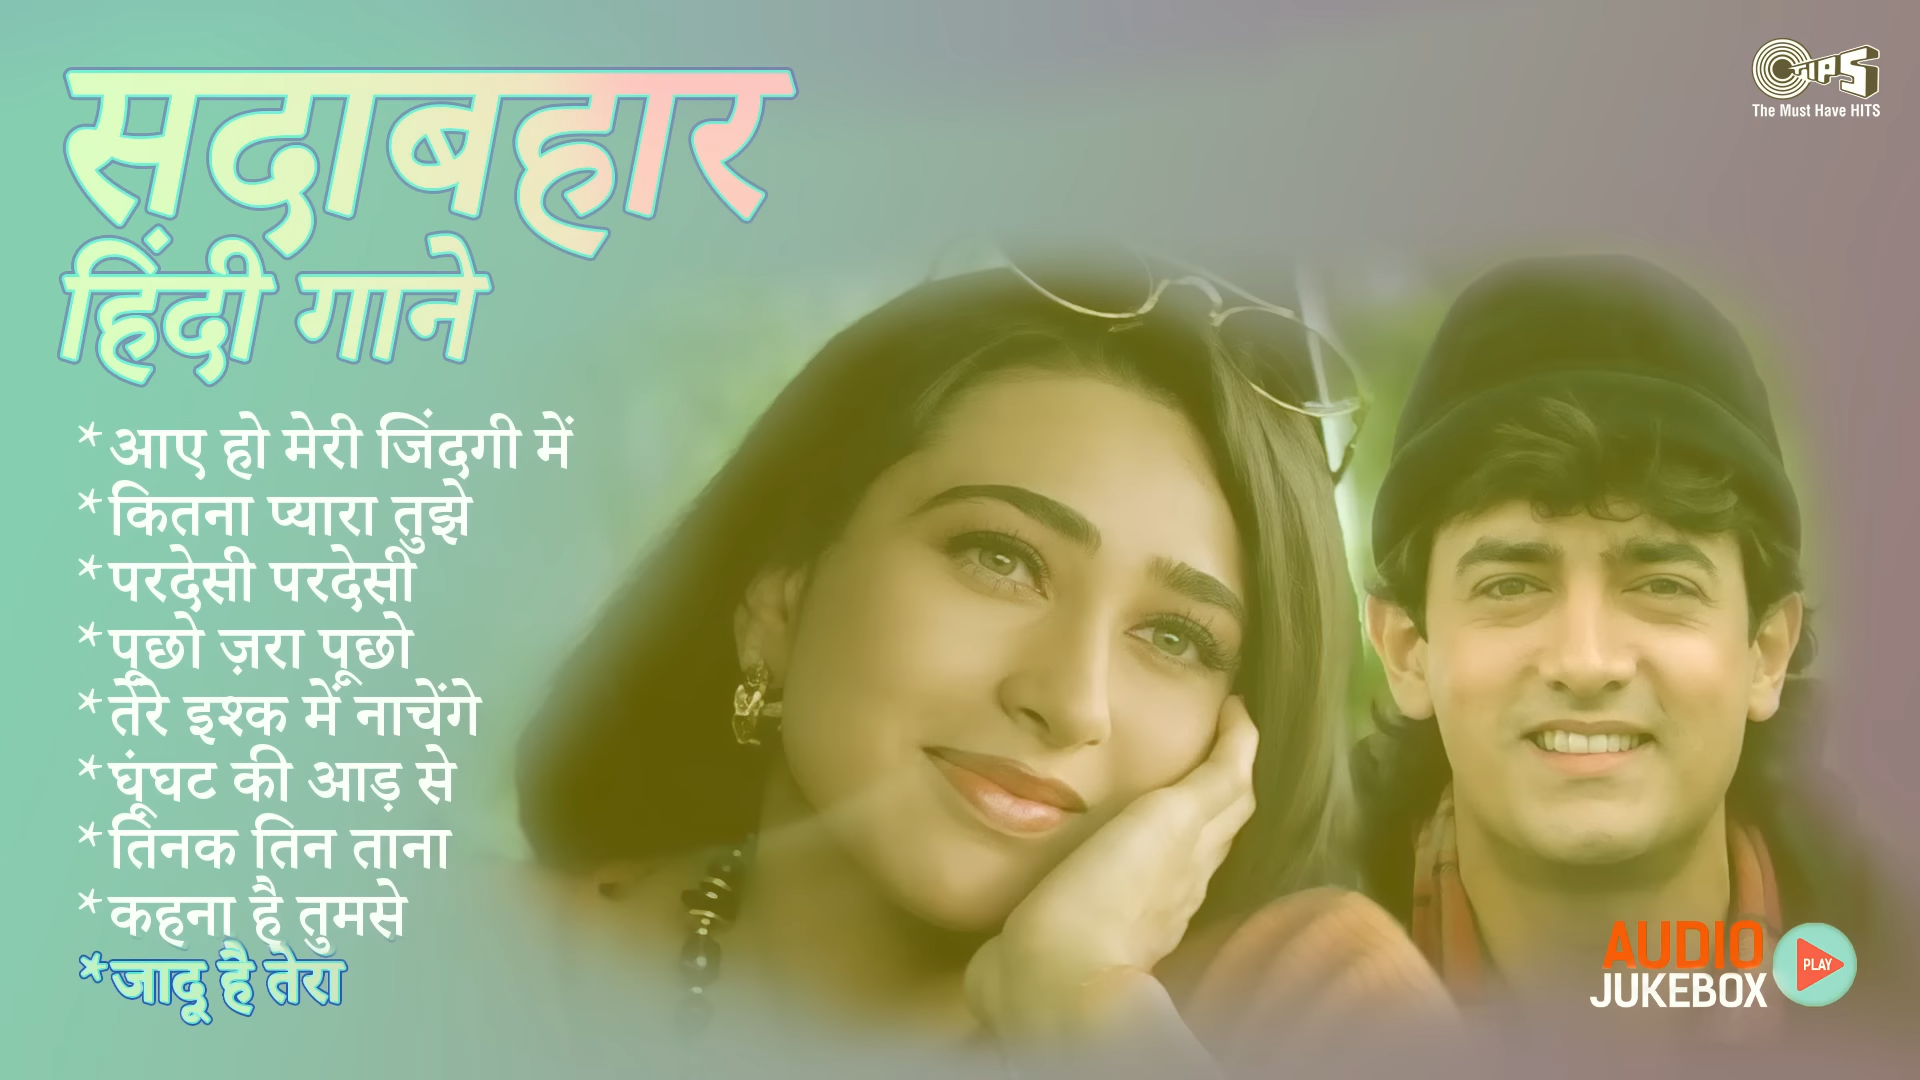 सदाबहार
हिंदी गाने
TIPS
The Must Have HITS
*आए हो मेरी जिंदगी में
*कितना प्यारा तुझे
*परदेसी परदेसी
*पूछो ज़रा पूछो
*तेरे इश्क में नाचेंगे
*घूंघट की आड़ से
*तिनक तिन ताना
*कहना है तुमसे
*जादू है तेरा
AUDIO
JUKEBOX
PLAY